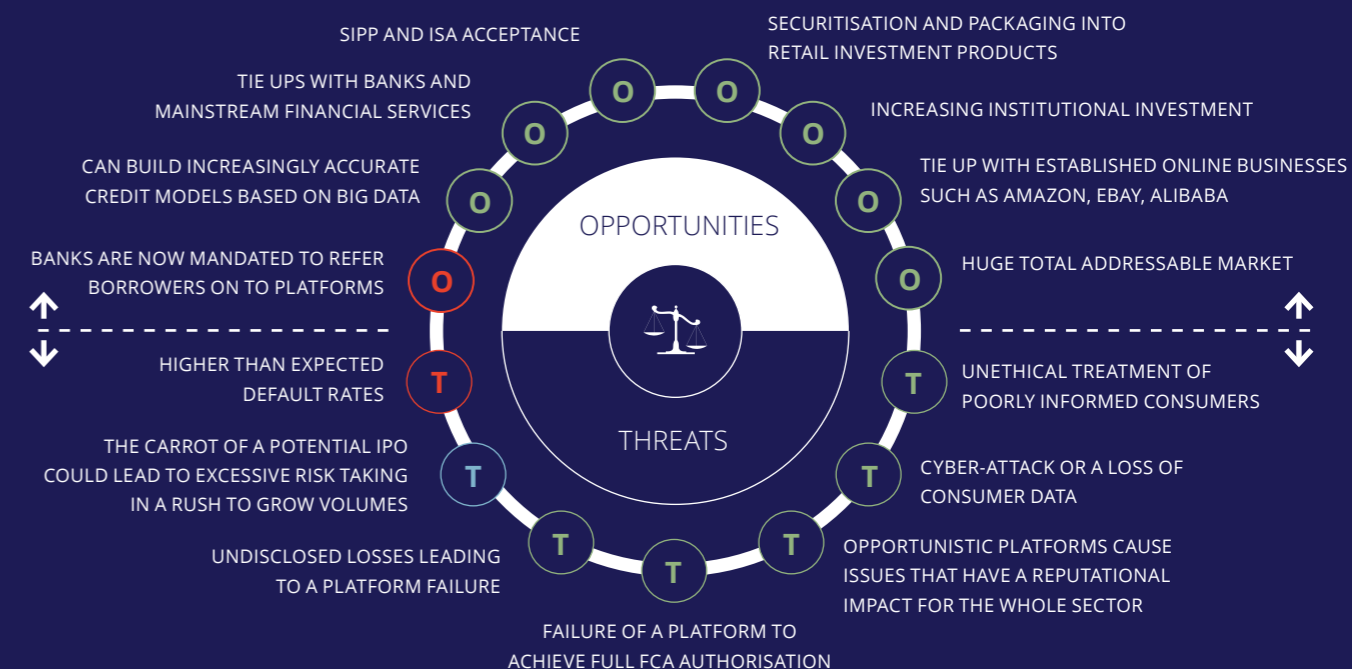 SIPP AND ISA ACCEPTANCE
SECURITISATION AND PACKAGING INTO
RETAIL INVESTMENT PRODUCTS
TIE UPS WITH BANKS AND
MAINSTREAM FINANCIAL SERVICES
INCREASING INSTITUTIONAL INVESTMENT
CAN BUILD INCREASINGLY ACCURATE
CREDIT MODELS BASED ON BIG DATA
TIE UP WITH ESTABLISHED ONLINE BUSINESSES
SUCH AS AMAZON, EBAY, ALIBABA
BANKS ARE NOW MANDATED TO REFER
BORROWERS ON TO PLATFORMS
HUGE TOTAL ADDRESSABLE MARKET
O
O
O
O
O
O
O
O
OPPORTUNITIES
THREATS
HIGHER THAN EXPECTED
DEFAULT RATES
UNETHICAL TREATMENT OF
POORLY INFORMED CONSUMERS
THE CARROT OF A POTENTIAL IPO
COULD LEAD TO EXCESSIVE RISK TAKING
IN A RUSH TO GROW VOLUMES
CYBER-ATTACK OR A LOSS OF
CONSUMER DATA
UNDISCLOSED LOSSES LEADING
TO A PLATFORM FAILURE
OPPORTUNISTIC PLATFORMS CAUSE
ISSUES THAT HAVE A REPUTATIONAL
IMPACT FOR THE WHOLE SECTOR
FAILURE OF A PLATFORM TO
ACHIEVE FULL FCA AUTHORISATION
T
T
T
T
T
T
T